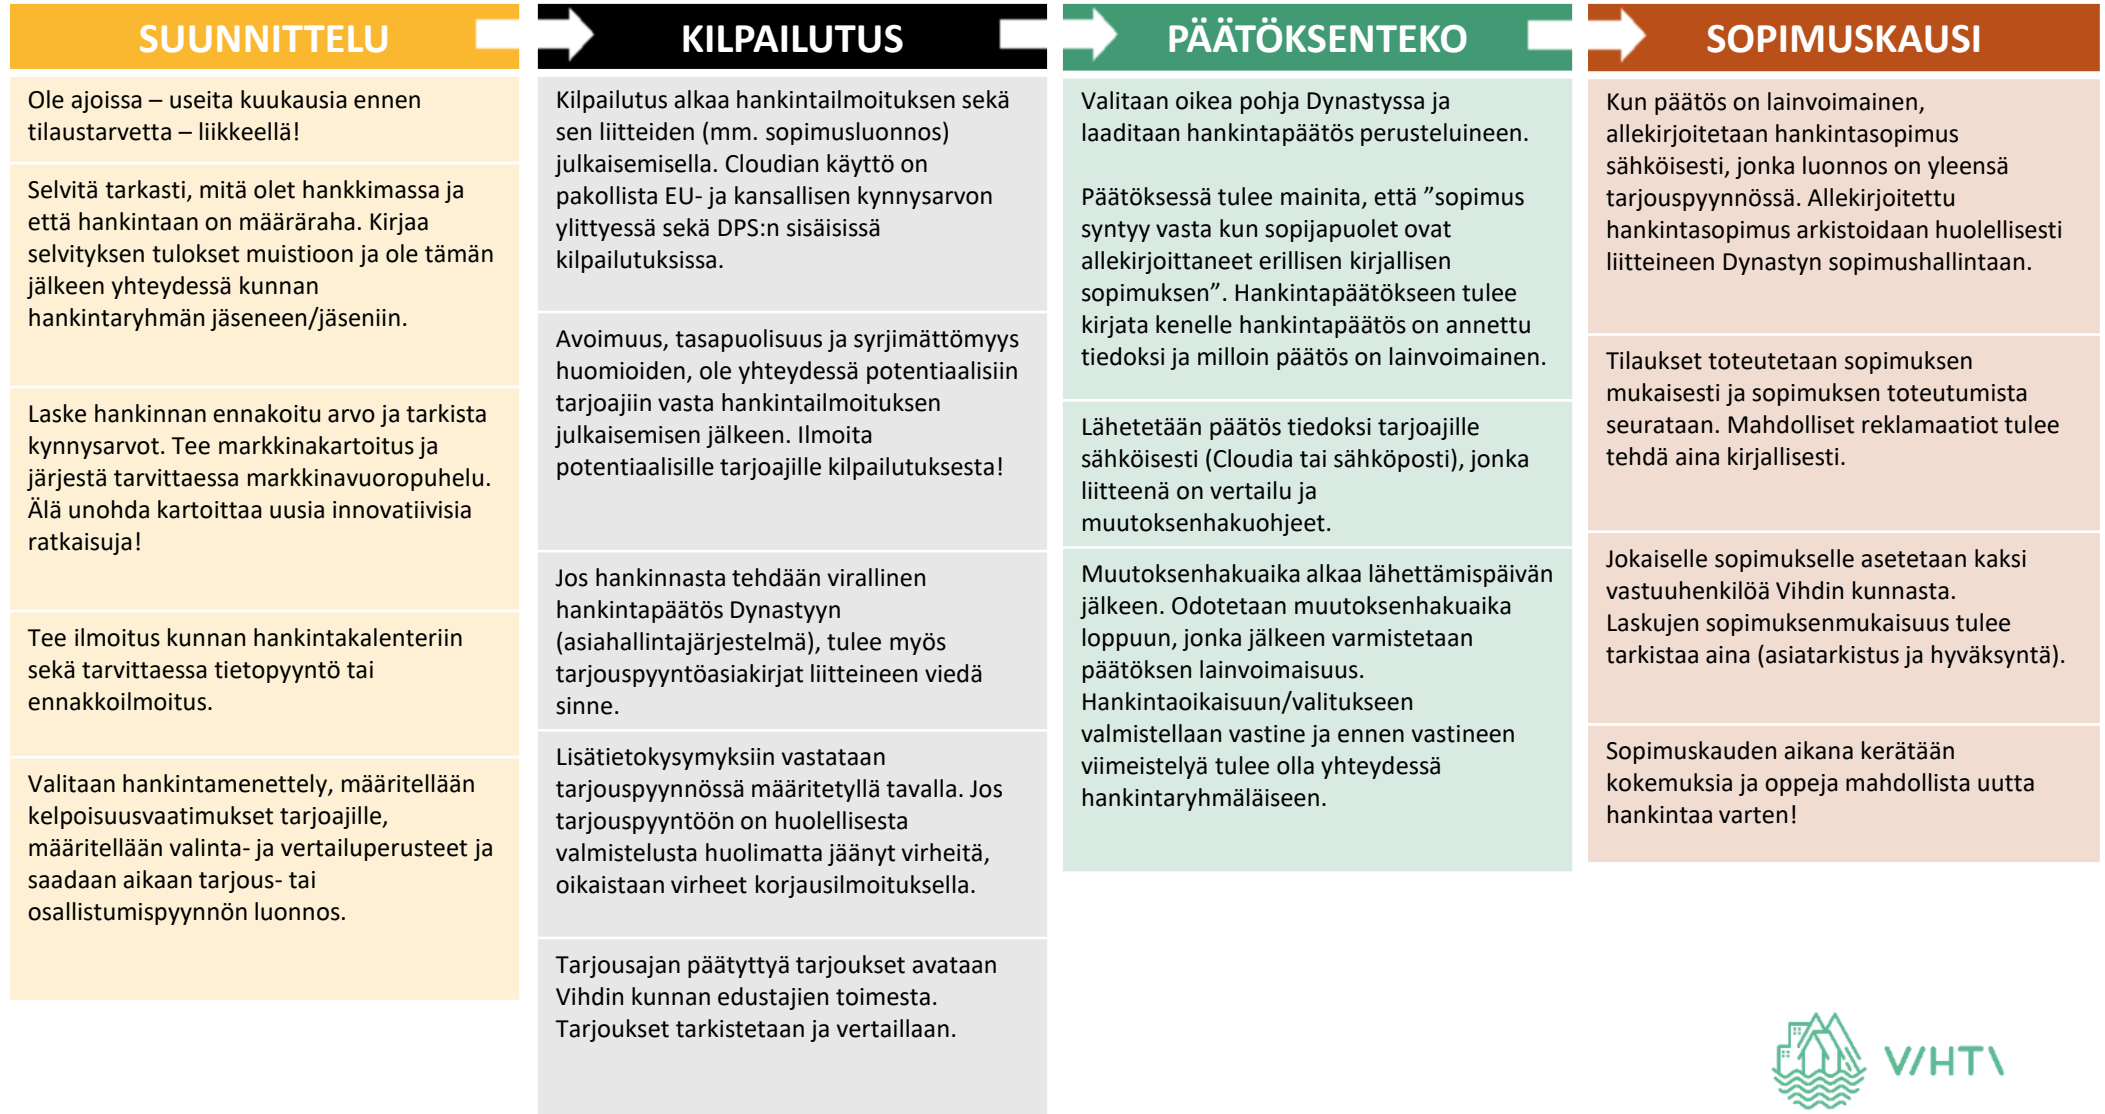 SUUNNITTELU
Ole ajoissa – useita kuukausia ennen
tilaustarvetta – liikkeellä!
Selvitä tarkasti, mitä olet hankkimassa ja
että hankintaan on määräraha. Kirjaa
selvityksen tulokset muistioon ja ole tämän
jälkeen yhteydessä kunnan
hankintaryhmän jäseneen/jäseniin.
Laske hankinnan ennakoitu arvo ja tarkista
kynnysarvot. Tee markkinakartoitus ja
järjestä tarvittaessa markkinavuoropuhelu.
Älä unohda kartoittaa uusia innovatiivisia
ratkaisuja!
Tee ilmoitus kunnan hankintakalenteriin
sekä tarvittaessa tietopyyntö tai
ennakkoilmoitus.
Valitaan hankintamenettely, määritellään
kelpoisuusvaatimukset tarjoajille,
määritellään valinta- ja vertailuperusteet ja
saadaan aikaan tarjous- tai
osallistumispyynnön luonnos.
KILPAILUTUS
Kilpailutus alkaa hankintailmoituksen sekä
sen liitteiden (mm. sopimusluonnos)
julkaisemisella. Cloudian käyttö on
pakollista EU- ja kansallisen kynnysarvon
ylittyessä sekä DPS:n sisäisissä
kilpailutuksissa.
Avoimuus, tasapuolisuus ja syrjimättömyys
huomioiden, ole yhteydessä potentiaalisiin
tarjoajiin vasta hankintailmoituksen
julkaisemisen jälkeen. Ilmoita
potentiaalisille tarjoajille kilpailutuksesta!
Jos hankinnasta tehdään virallinen
hankintapäätös Dynastyyn
(asiahallintajärjestelmä), tulee myös
tarjouspyyntöasiakirjat liitteineen viedä
sinne.
Lisätietokysymyksiin vastataan
tarjouspyynnössä määritetyllä tavalla. Jos
tarjouspyyntöön on huolellisesta
valmistelusta huolimatta jäänyt virheitä,
oikaistaan virheet korjausilmoituksella.
Tarjousajan päätyttyä tarjoukset avataan
Vihdin kunnan edustajien toimesta.
Tarjoukset tarkistetaan ja vertaillaan.
PÄÄTÖKSENTEKO
Valitaan oikea pohja Dynastyssa ja
laaditaan hankintapäätös perusteluineen.
Päätöksessä tulee mainita, että ”sopimus
syntyy vasta kun sopijapuolet ovat
allekirjoittaneet erillisen kirjallisen
sopimuksen”. Hankintapäätökseen tulee
kirjata kenelle hankintapäätös on annettu
tiedoksi ja milloin päätös on lainvoimainen.
Lähetetään päätös tiedoksi tarjoajille
sähköisesti (Cloudia tai sähköposti), jonka
liitteenä on vertailu ja
muutoksenhakuohjeet.
Muutoksenhakuaika alkaa lähettämispäivän
jälkeen. Odotetaan muutoksenhakuaika
loppuun, jonka jälkeen varmistetaan
päätöksen lainvoimaisuus.
Hankintaoikaisuun/valitukseen
valmistellaan vastine ja ennen vastineen
viimeistelyä tulee olla yhteydessä
hankintaryhmäläiseen.
SOPIMUSKAUSI
Kun päätös on lainvoimainen,
allekirjoitetaan hankintasopimus
sähköisesti, jonka luonnos on yleensä
tarjouspyynnössä. Allekirjoitettu
hankintasopimus arkistoidaan huolellisesti
liitteineen Dynastyn sopimushallintaan.
Tilaukset toteutetaan sopimuksen
mukaisesti ja sopimuksen toteutumista
seurataan. Mahdolliset reklamaatiot tulee
tehdä aina kirjallisesti.
Jokaiselle sopimukselle asetetaan kaksi
vastuuhenkilöä Vihdin kunnasta.
Laskujen sopimuksenmukaisuus tulee
tarkistaa aina (asiatarkistus ja hyväksyntä).
Sopimuskauden aikana kerätään
kokemuksia ja oppeja mahdollista uutta
hankintaa varten!
VIHTI